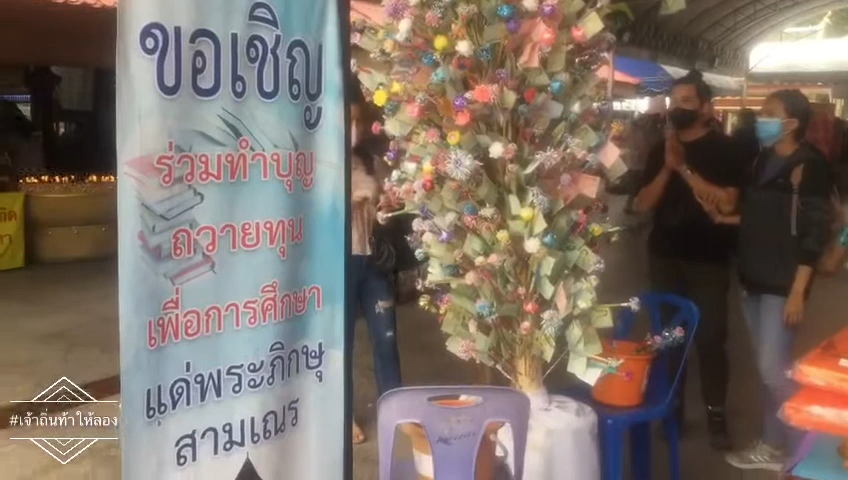 ขอเชิญ
ร่วมทำบุญ
ถวายทุน
เพื่อการศึกษา
แด่พระภิกษุ
สามเณร
#เจ้าถิ่นท้าให้ลอง